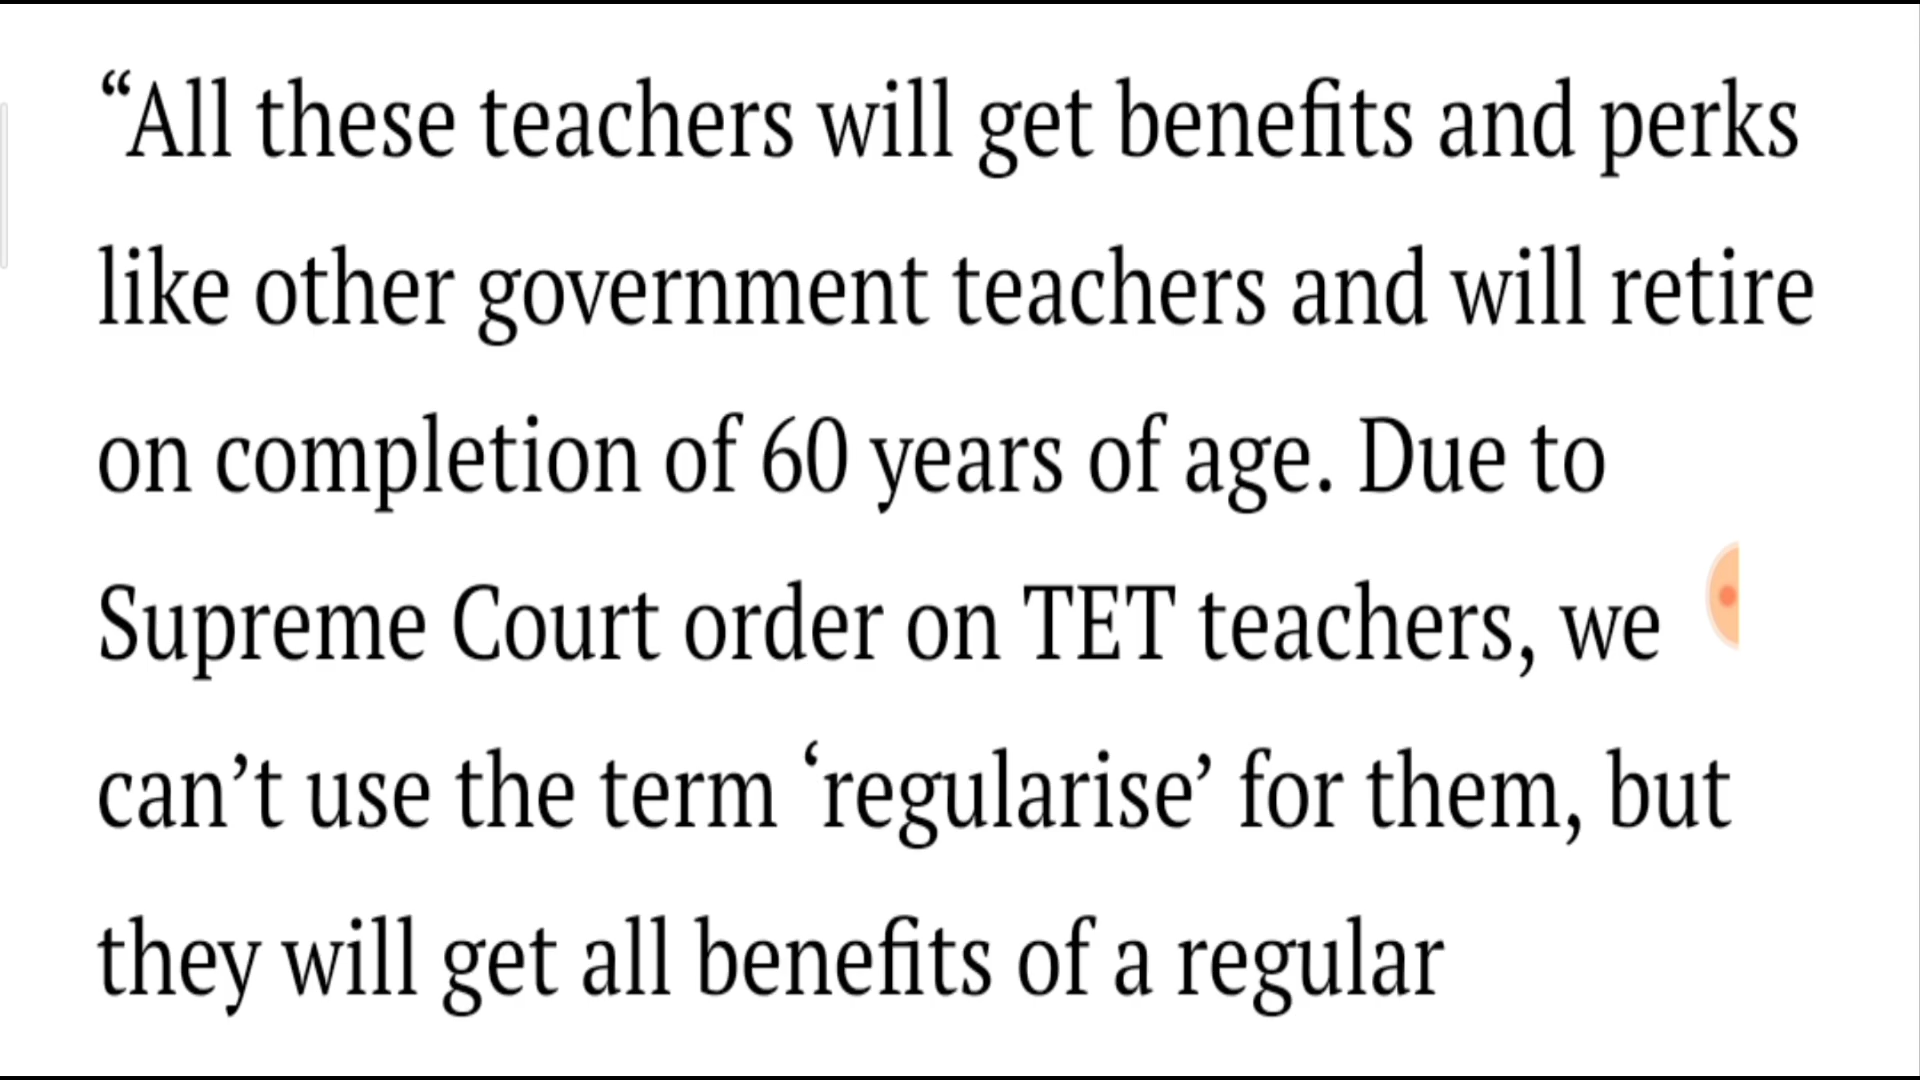 “All these teachers will get benefits and perks
like other government teachers and will retire
on completion of 60 years of age. Due to
Supreme Court order on TET teachers, we
can’t use the term ‘regularise’ for them, but
they will get all benefits of a regular